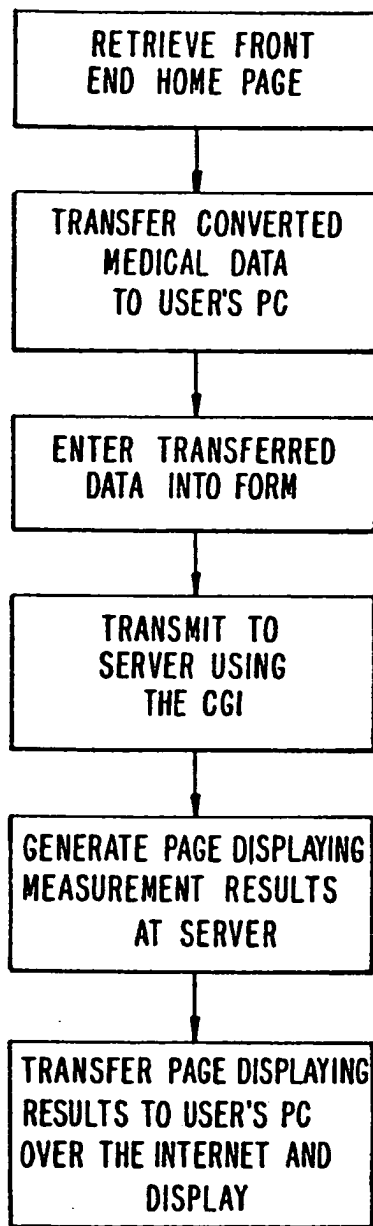 RETRIEVE FRONT
END HOME PAGE
TRANSFER CONVERTED
MEDICAL DATA
TO USER'S PC
ENTER TRANSFERRED
DATA INTO FORM
TRANSMIT TO
SERVER USING
THE CGI
GENERATE PAGE DISPLAYING
MEASUREMENT RESULTS
AT SERVER
TRANSFER PAGE DISPLAYING
RESULTS TO USER'S PC
OVER THE INTERNET AND
DISPLAY